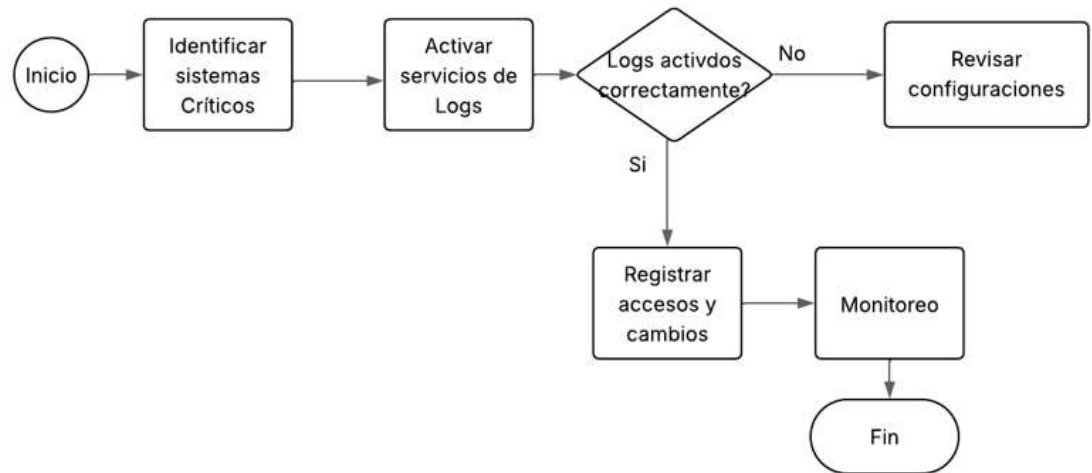 Inicio
Identificar
sistemas
Críticos
Activar
servicios de
Logs
Logs activdos
correctamente?
No
Revisar
configuraciones
Si
Registrar
accesos y
cambios
Monitoreo
Fin